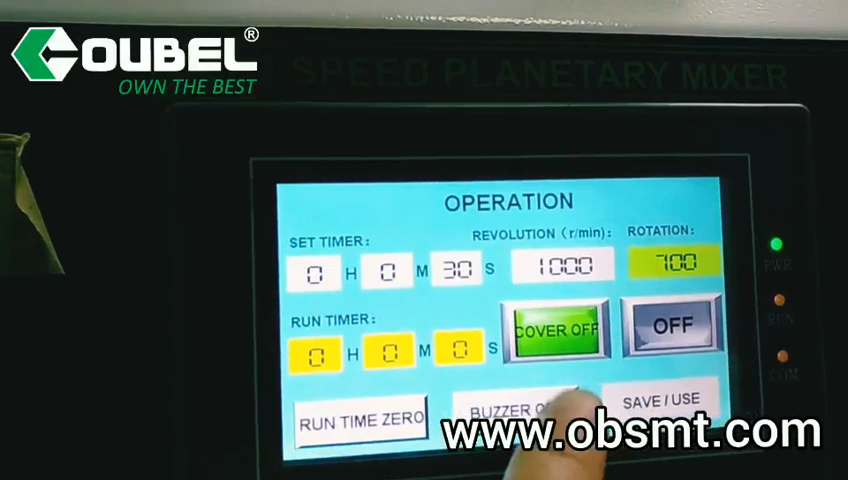 OUBEL®
OWN THE BEST
SPEED PLANETARY MIXER
OPERATION
SET TIMER: REVOLUTION (r/min): ROTATION:
0 H 0 M 30 S 1000 700
RUN TIMER:
0 H 0 M 0 S COVER OFF OFF
RUN TIME ZERO BUZZER SAVE / USE
PWR
RUN
COM
www.obsmt.com